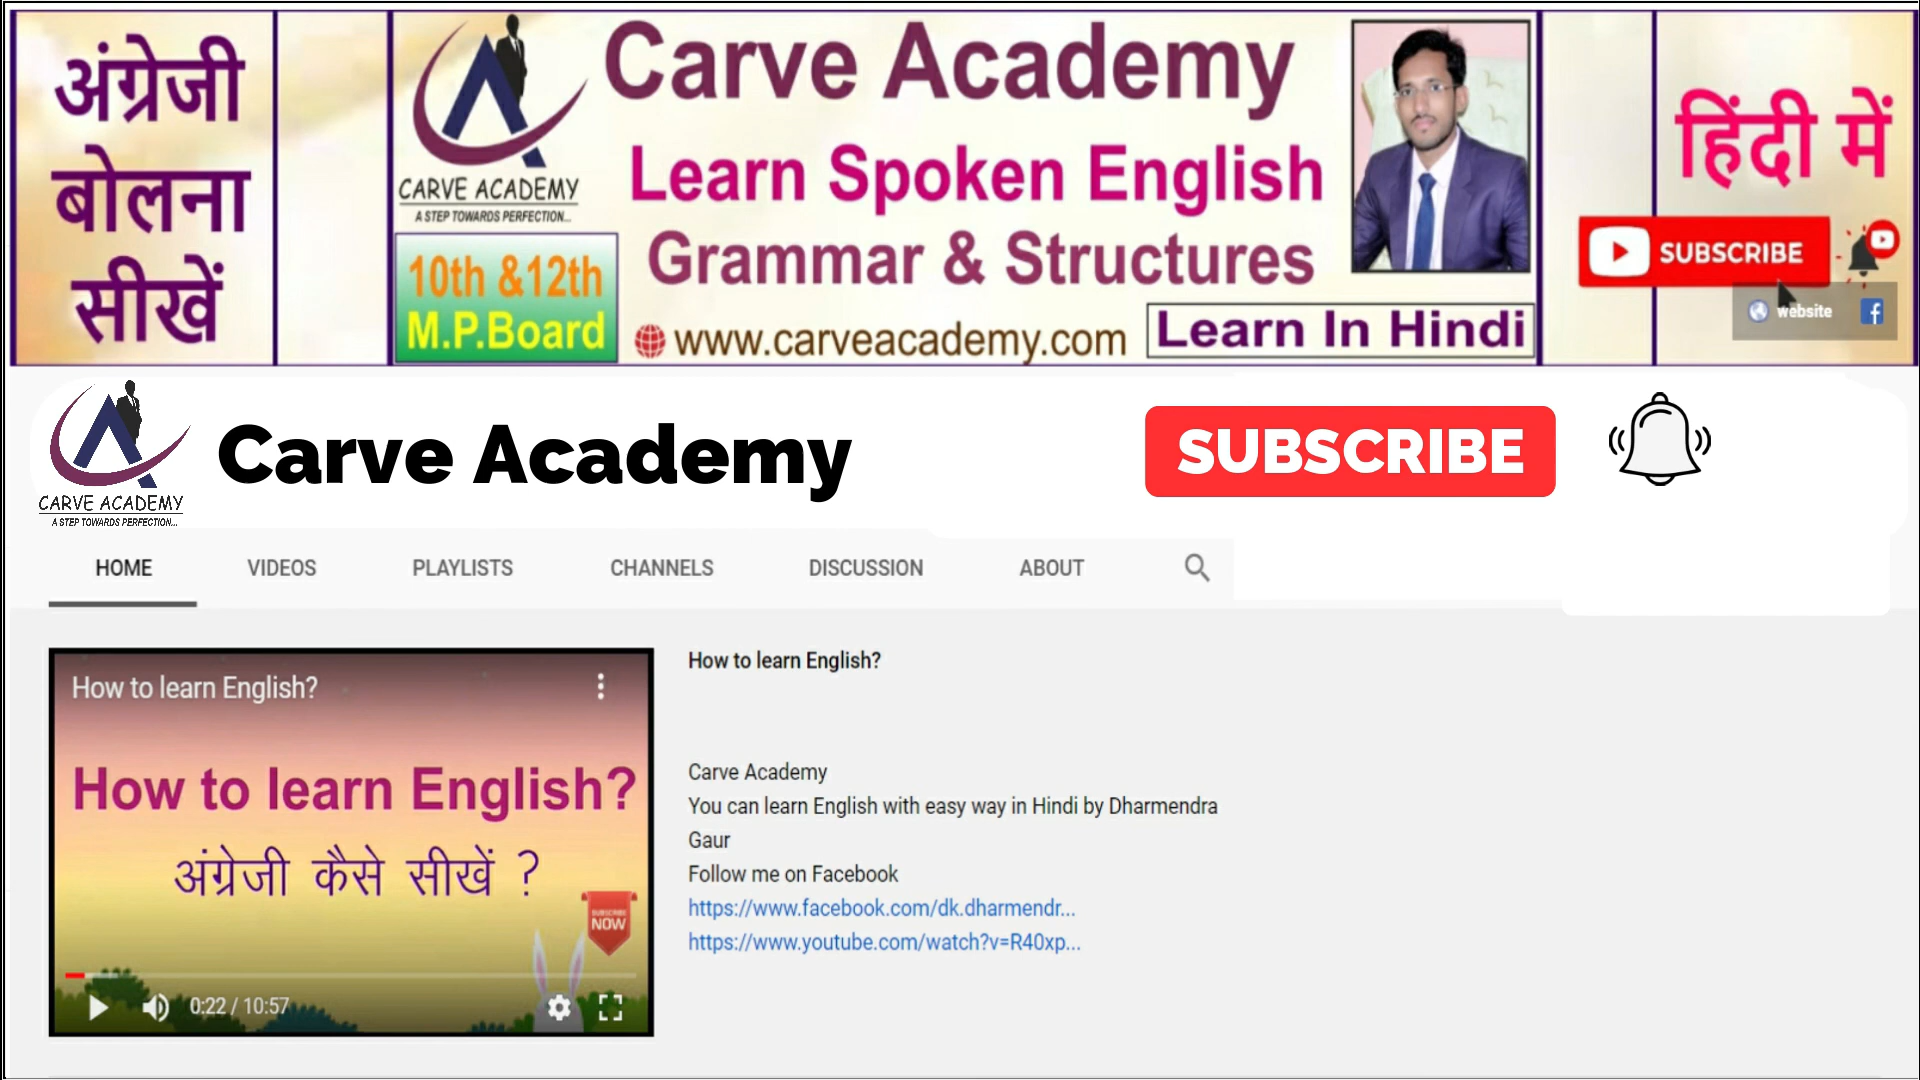 अंग्रेजी
बोलना
सीखें
CARVE ACADEMY
A STEP TOWARDS PERFECTION...
10th &12th
M.P.Board
Carve Academy
Learn Spoken English
Grammar & Structures
www.carveacademy.com
Learn In Hindi
हिंदी में
SUBSCRIBE
website
CARVE ACADEMY
A STEP TOWARDS PERFECTION...
Carve Academy
SUBSCRIBE
HOME VIDEOS PLAYLISTS CHANNELS DISCUSSION ABOUT
How to learn English?
How to learn English?
अंग्रेजी कैसे सीखें ?
SUBSCRIBE
NOW
0:22 / 10:57
How to learn English?
Carve Academy
You can learn English with easy way in Hindi by Dharmendra
Gaur
Follow me on Facebook
https://www.facebook.com/dk.dharmendr...
https://www.youtube.com/watch?v=R40xp...